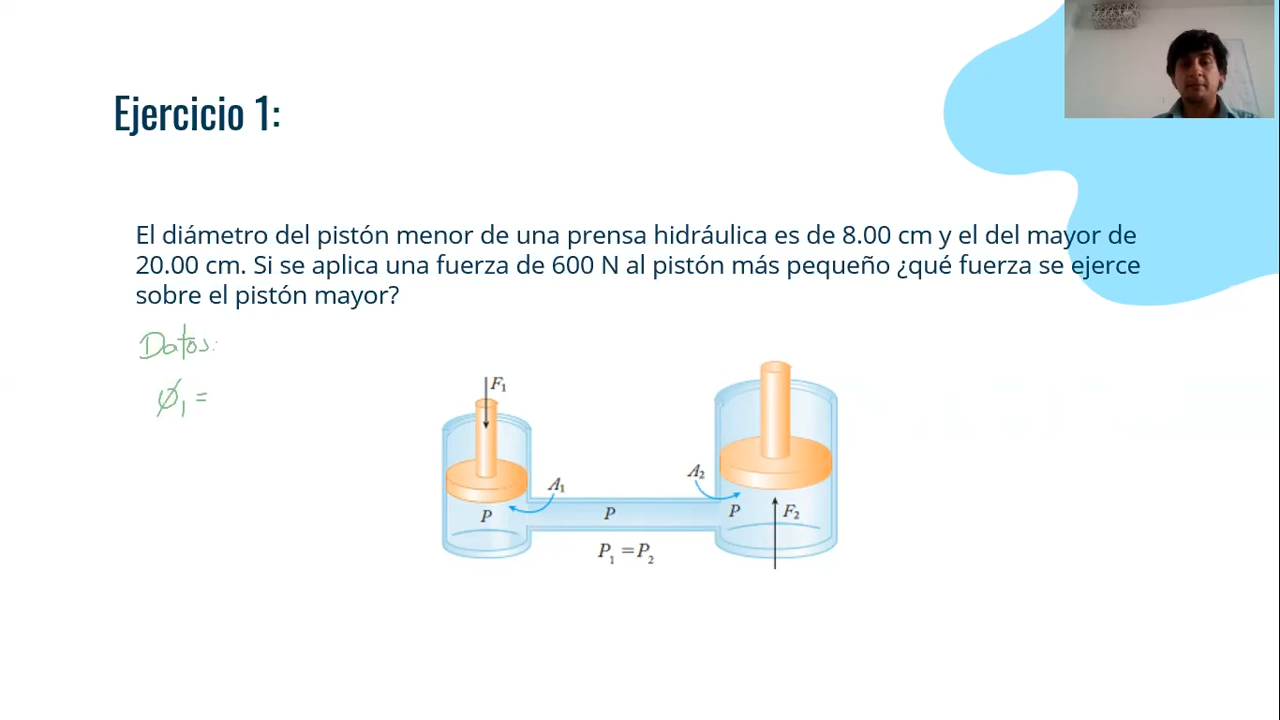 Ejercicio 1:
El diámetro del pistón menor de una prensa hidráulica es de 8.00 cm y el del mayor de
20.00 cm. Si se aplica una fuerza de 600 N al pistón más pequeño ¿qué fuerza se ejerce
sobre el pistón mayor?
Datos:
Ø₁ =
F₁
A₁
A₂
P
P
P
F₂
P₁ = P₂